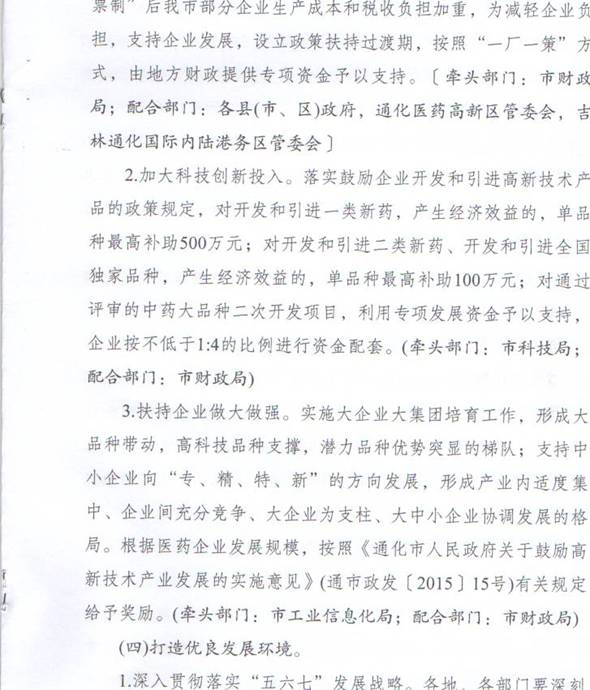 票制”后我市部分企业生产成本和税收负担加重，为减轻企业负
担，支持企业发展，设立政策扶持过渡期，按照“一厂一策”方
式，由地方财政提供专项资金予以支持。〔牵头部门：市财政
局；配合部门：各县(市、区)政府，通化医药高新区管委会，吉
林通化国际内陆港务区管委会〕
2.加大科技创新投入。落实鼓励企业开发和引进高新技术产
品的政策规定，对开发和引进一类新药，产生经济效益的，单品
种最高补助500万元；对开发和引进二类新药、开发和引进全国
独家品种，产生经济效益的，单品种最高补助100万元；对通过
评审的中药大品种二次开发项目，利用专项发展资金予以支持，
企业按不低于1:4的比例进行资金配套。(牵头部门：市科技局；
配合部门：市财政局)
3.扶持企业做大做强。实施大企业大集团培育工作，形成大
品种带动，高科技品种支撑，潜力品种优势突显的梯队；支持中
小企业向“专、精、特、新”的方向发展，形成产业内适度集
中、企业间充分竞争、大企业为支柱、大中小企业协调发展的格
局。根据医药企业发展规模，按照《通化市人民政府关于鼓励高
新技术产业发展的实施意见》(通市政发〔2015〕15号)有关规定
给予奖励。(牵头部门：市工业信息化局；配合部门：市财政局)
(四)打造优良发展环境。
1.深入贯彻落实“五六七”发展战略。各地、各部门要深刻